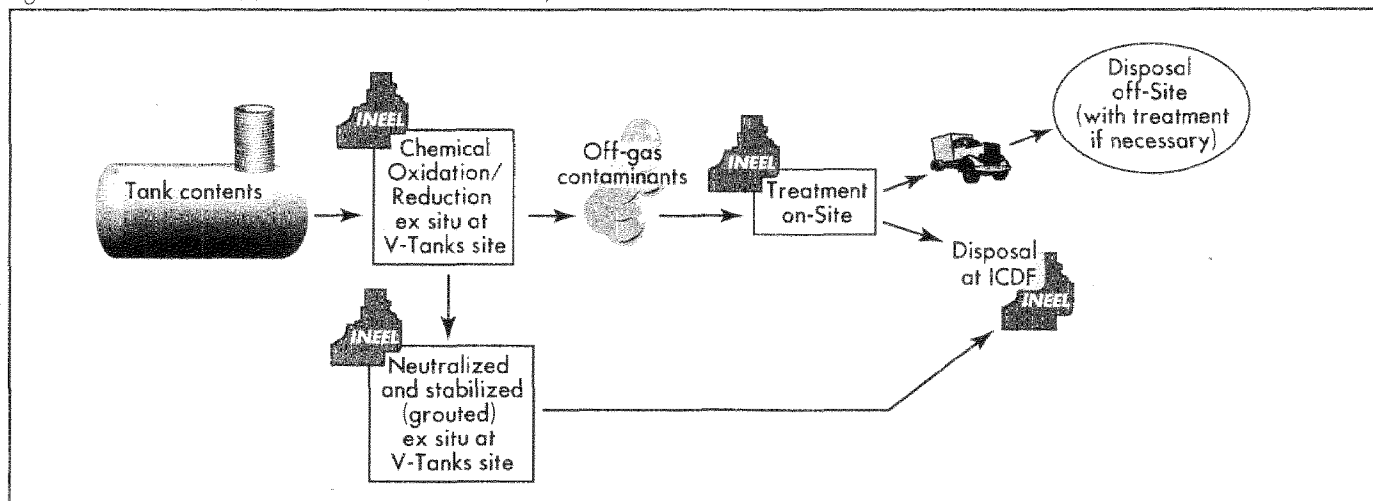 Tank contents
INEEL
Chemical
Oxidation/
Reduction
ex situ at
V-Tanks site
Off-gas
contaminants
INEEL
Treatment
on-Site
Disposal
off-Site
(with treatment
if necessary)
Disposal
at ICDF
INEEL
INEEL
Neutralized
and stabilized
(grouted)
ex situ at
V-Tanks site